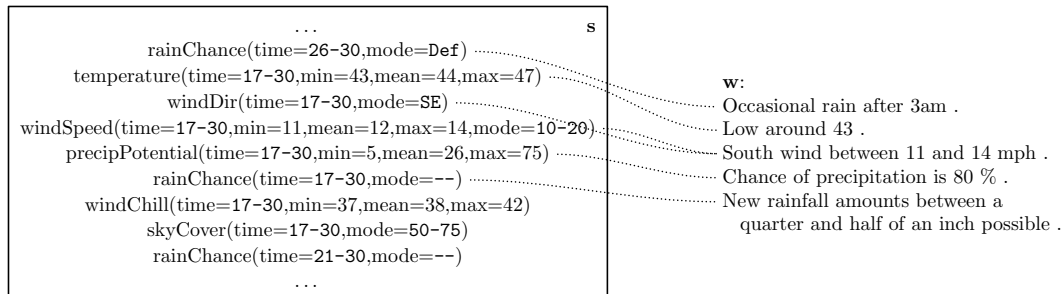 ...
s
rainChance(time=26-30,mode=Def)
temperature(time=17-30,min=43,mean=44,max=47)
windDir(time=17-30,mode=SE)
windSpeed(time=17-30,min=11,mean=12,max=14,mode=10-20)
precipPotential(time=17-30,min=5,mean=26,max=75)
rainChance(time=17-30,mode=--)
windChill(time=17-30,min=37,mean=38,max=42)
skyCover(time=17-30,mode=50-75)
rainChance(time=21-30,mode=--)
...
w:
Occasional rain after 3am .
Low around 43 .
South wind between 11 and 14 mph .
Chance of precipitation is 80 % .
New rainfall amounts between a
quarter and half of an inch possible .